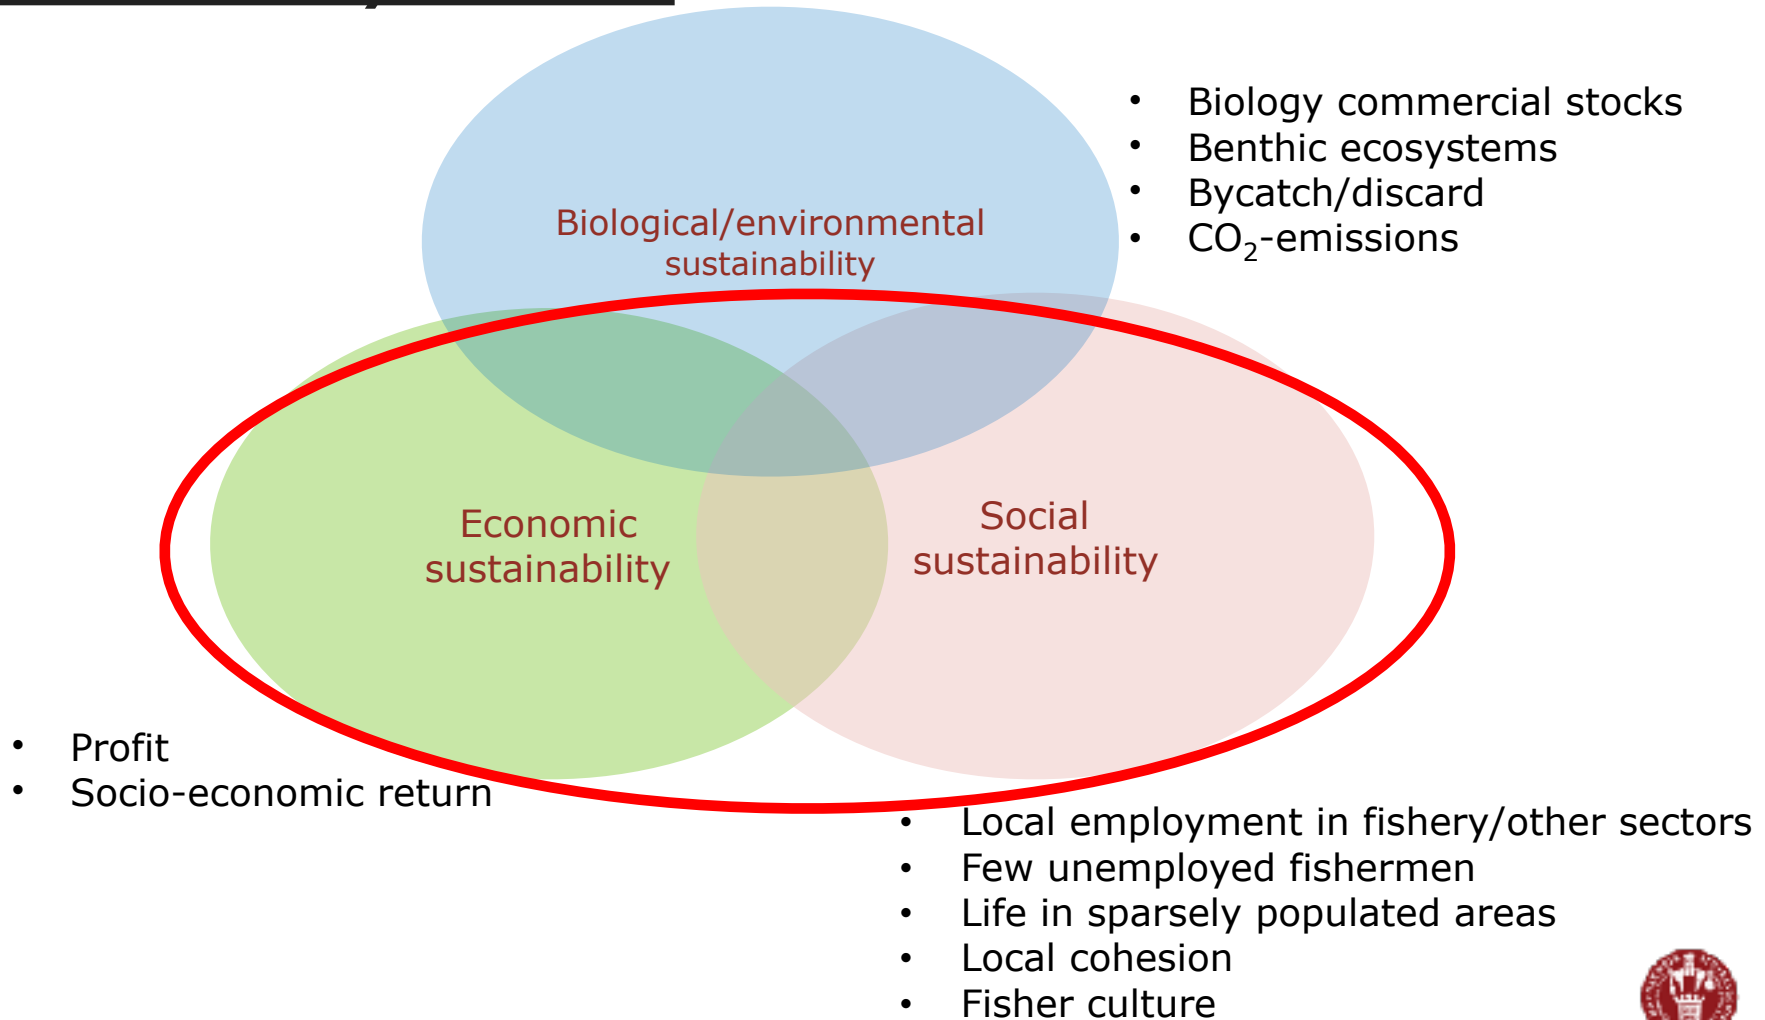 Biological/environmental
sustainability
• Biology commercial stocks
• Benthic ecosystems
• Bycatch/discard
• CO₂-emissions
Economic
sustainability
Social
sustainability
• Profit
• Socio-economic return
• Local employment in fishery/other sectors
• Few unemployed fishermen
• Life in sparsely populated areas
• Local cohesion
• Fisher culture